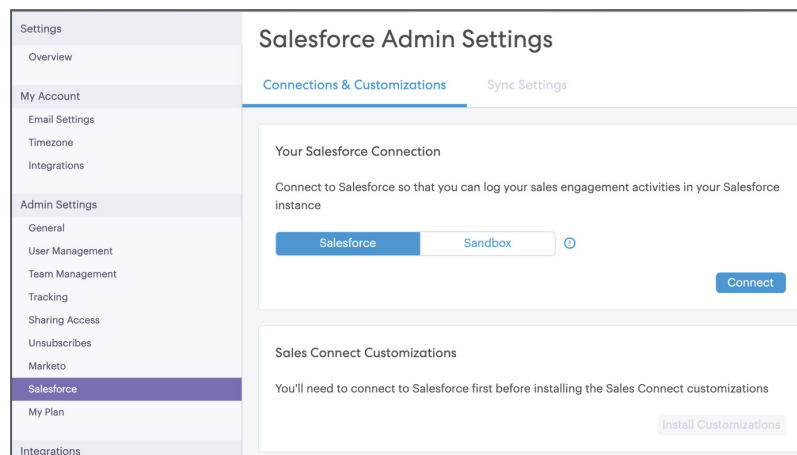 Settings
Overview
My Account
Email Settings
Timezone
Integrations
Admin Settings
General
User Management
Team Management
Tracking
Sharing Access
Unsubscribes
Marketo
Salesforce
My Plan
Integrations
Salesforce Admin Settings
Connections & Customizations
Sync Settings
Your Salesforce Connection
Connect to Salesforce so that you can log your sales engagement activities in your Salesforce
instance
Salesforce
Sandbox
Connect
Sales Connect Customizations
You'll need to connect to Salesforce first before installing the Sales Connect customizations
Install Customizations